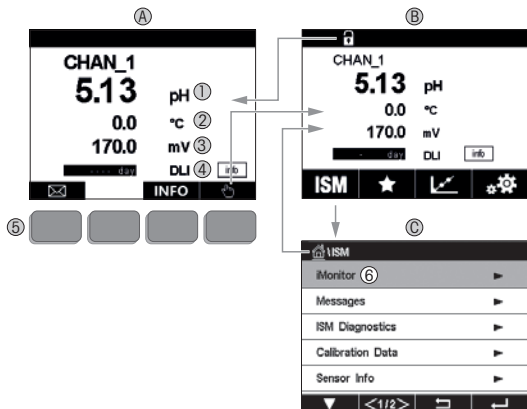 Ⓐ
CHAN_1
5.13 pH ①
0.0 °C ②
170.0 mV ③
---- day DLI ④ info
INFO
⑤
Ⓑ
CHAN_1
5.13 pH
0.0 °C
170.0 mV
---- day DLI info
ISM
Ⓒ
\ISM
iMonitor ⑥
Messages
ISM Diagnostics
Calibration Data
Sensor Info
<1/2>